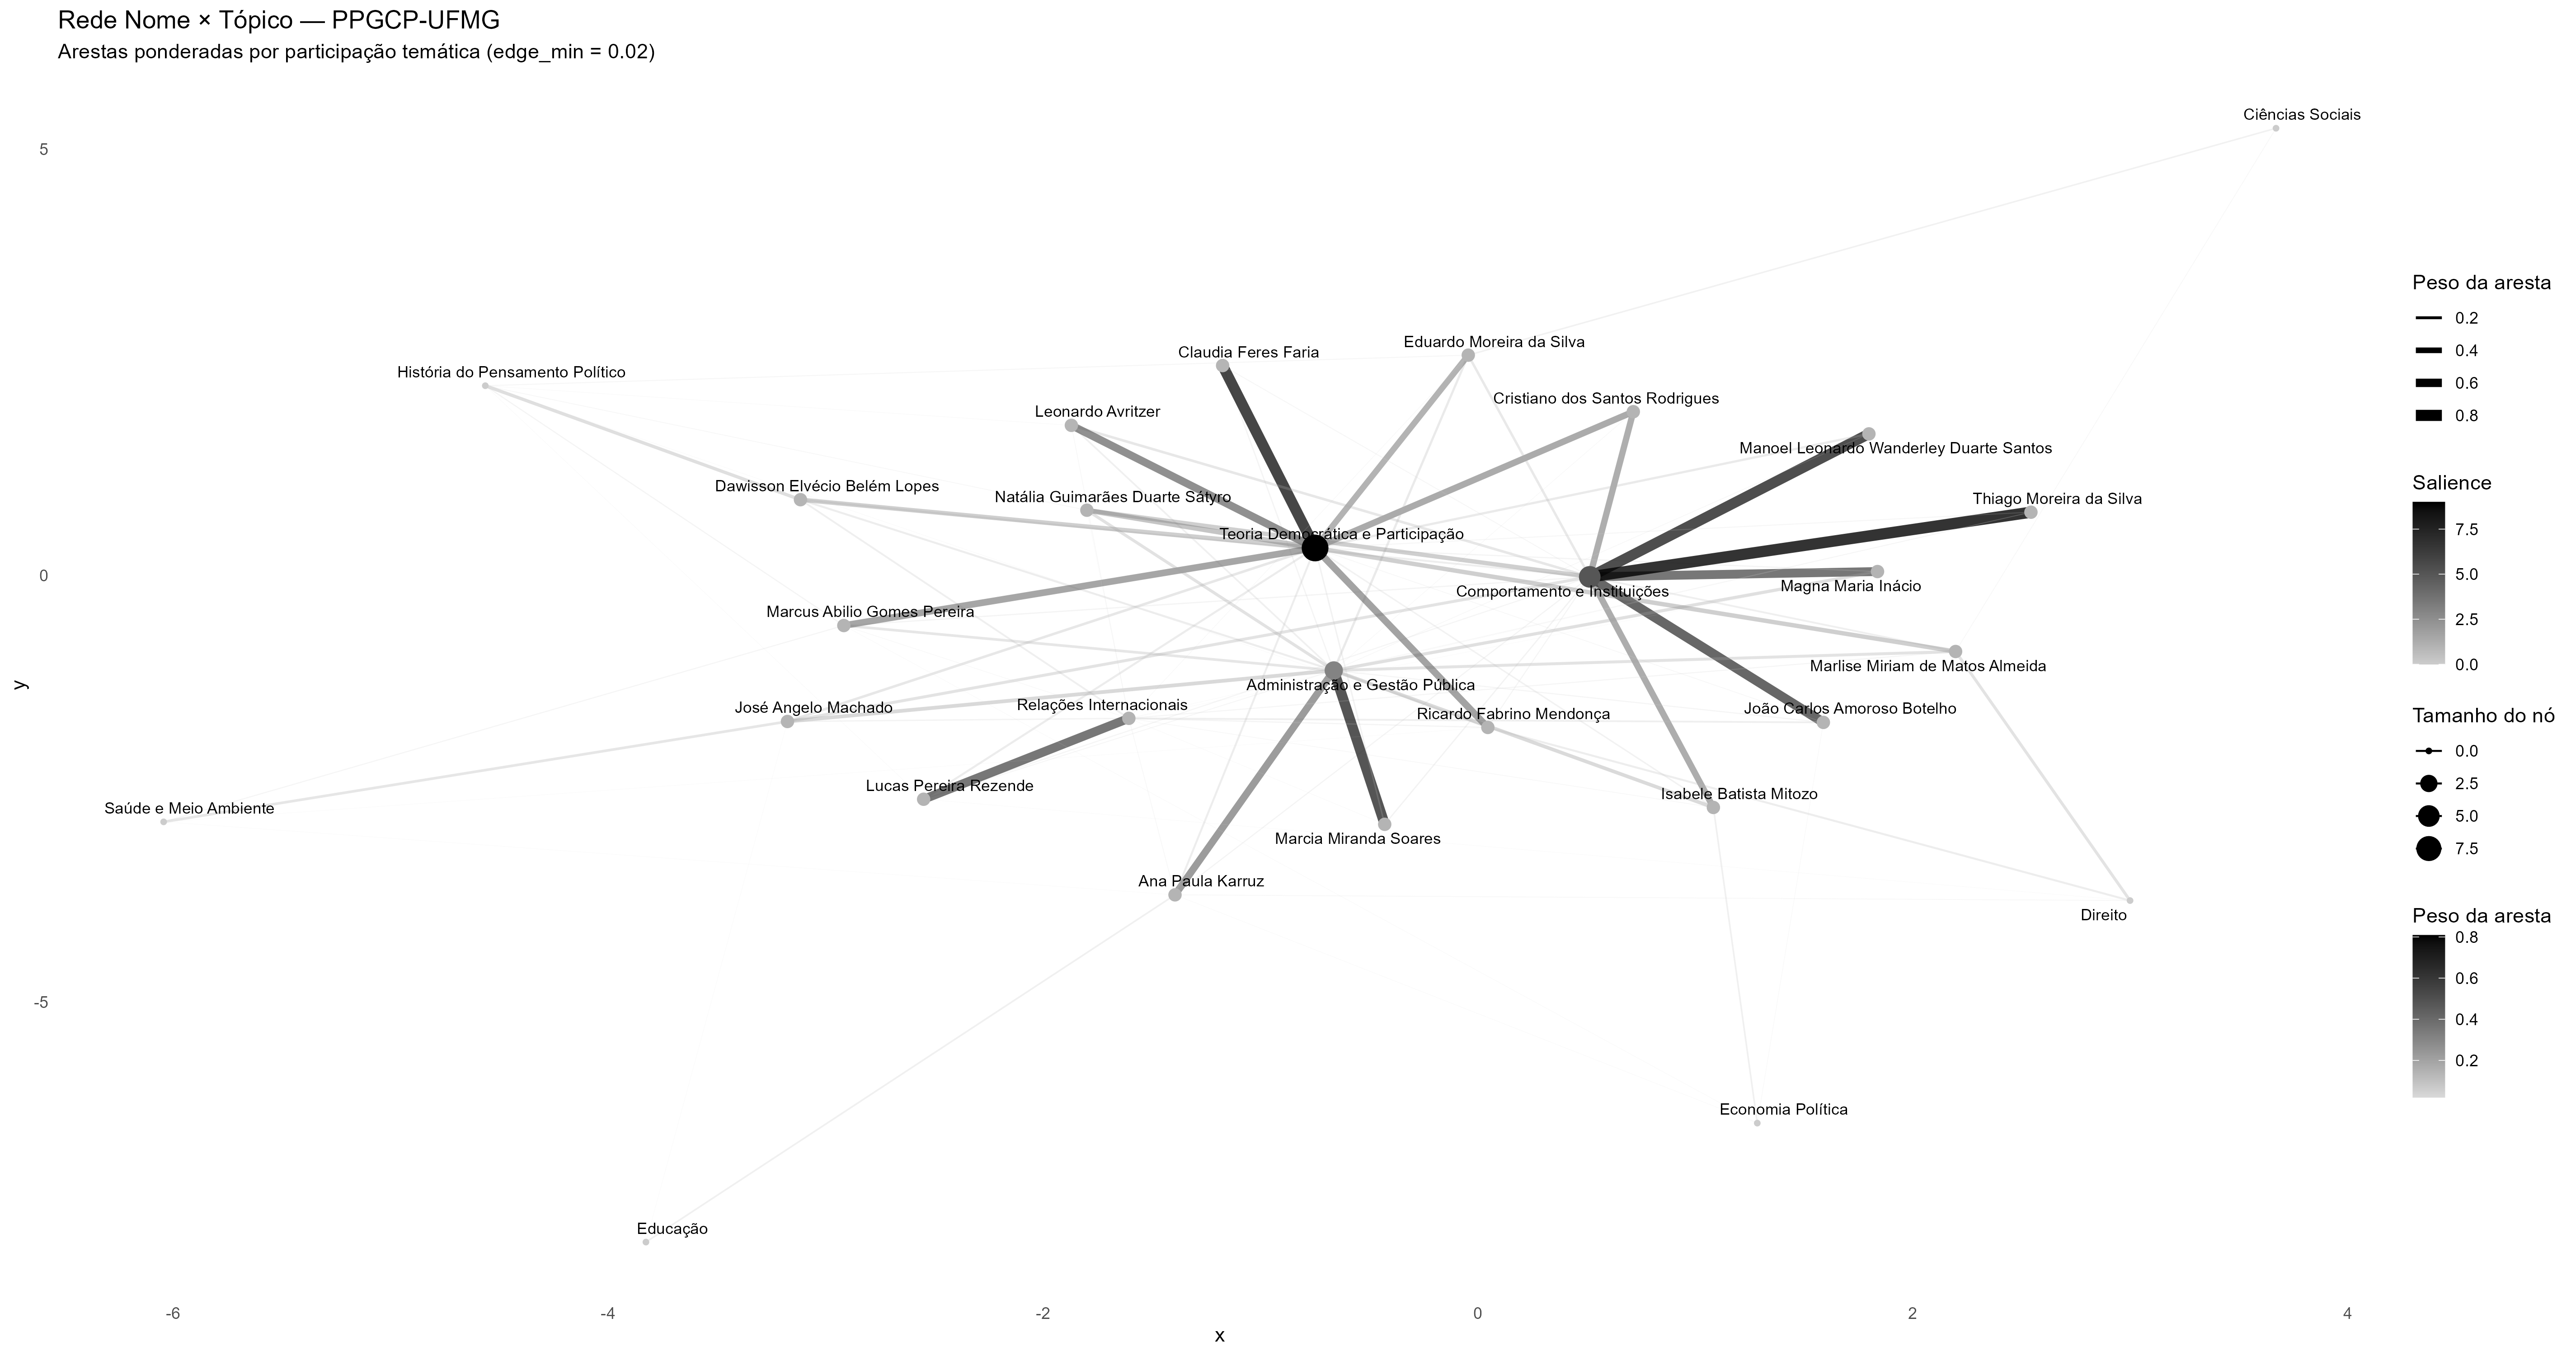 Rede Nome × Tópico — PPGCP-UFMG
Arestas ponderadas por participação temática (edge_min = 0.02)
Ciências Sociais
5
Eduardo Moreira da Silva
Claudia Feres Faria
História do Pensamento Político
Cristiano dos Santos Rodrigues
Leonardo Avritzer
Manoel Leonardo Wanderley Duarte Santos
Dawisson Elvécio Belém Lopes
Natália Guimarães Duarte Sátyro
Thiago Moreira da Silva
Teoria Democrática e Participação
0
Magna Maria Inácio
Comportamento e Instituições
Marcus Abilio Gomes Pereira
Marlise Miriam de Matos Almeida
Administração e Gestão Pública
Relações Internacionais
José Angelo Machado
João Carlos Amoroso Botelho
Ricardo Fabrino Mendonça
Lucas Pereira Rezende
Isabele Batista Mitozo
Saúde e Meio Ambiente
Marcia Miranda Soares
Ana Paula Karruz
Direito
-5
Economia Política
Educação
-6
-4
-2
0
2
4
x
y
Peso da aresta
0.2
0.4
0.6
0.8
Salience
7.5
5.0
2.5
0.0
Tamanho do nó
0.0
2.5
5.0
7.5
Peso da aresta
0.8
0.6
0.4
0.2